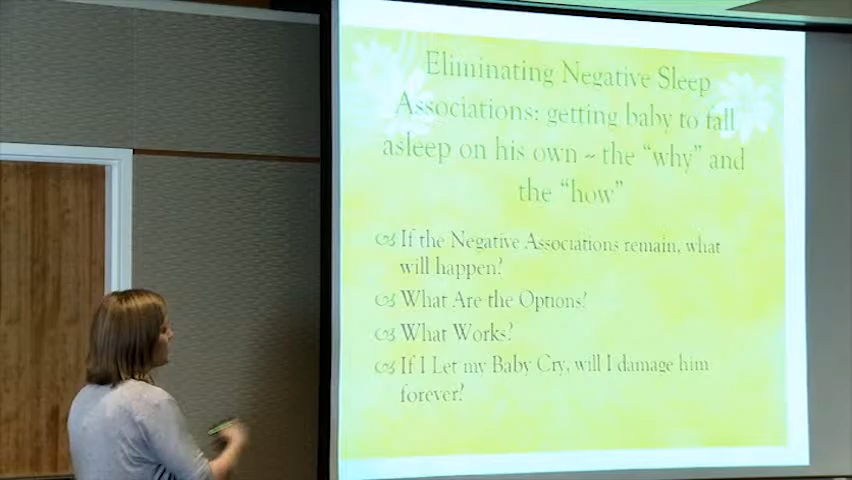 Eliminating Negative Sleep
Associations: getting baby to fall
asleep on his own ~ the "why" and
the "how"
If the Negative Associations remain, what
will happen?
What Are the Options?
What Works?
If I Let my Baby Cry, will I damage him
forever?